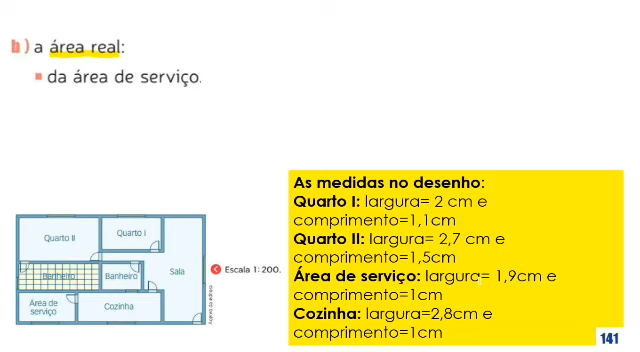 b) a área real:
da área de serviço.
As medidas no desenho:
Quarto I: largura= 2 cm e
comprimento=1,1cm
Quarto II: largura= 2,7 cm e
comprimento=1,5cm
Área de serviço: largura= 1,9cm e
comprimento=1cm
Cozinha: largura=2,8cm e
comprimento=1cm
Quarto II
Quarto I
Sala
Banheiro
Banheiro
Área de
serviço
Cozinha
Escala 1:200.
141